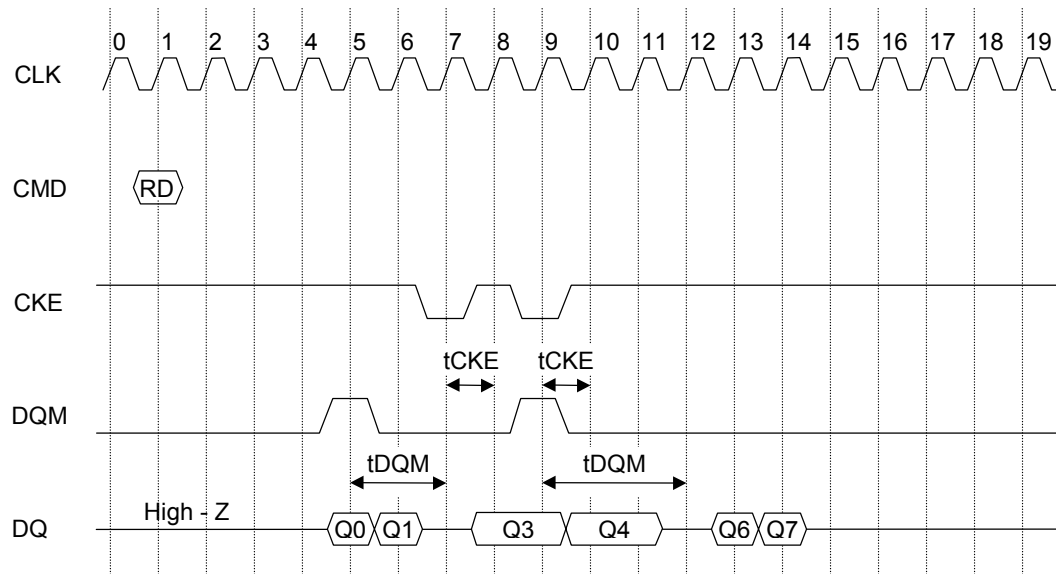 0 1 2 3 4 5 6 7 8 9 10 11 12 13 14 15 16 17 18 19
CLK
CMD RD
CKE
tCKE tCKE
DQM
tDQM tDQM
High - Z
DQ Q0 Q1 Q3 Q4 Q6 Q7